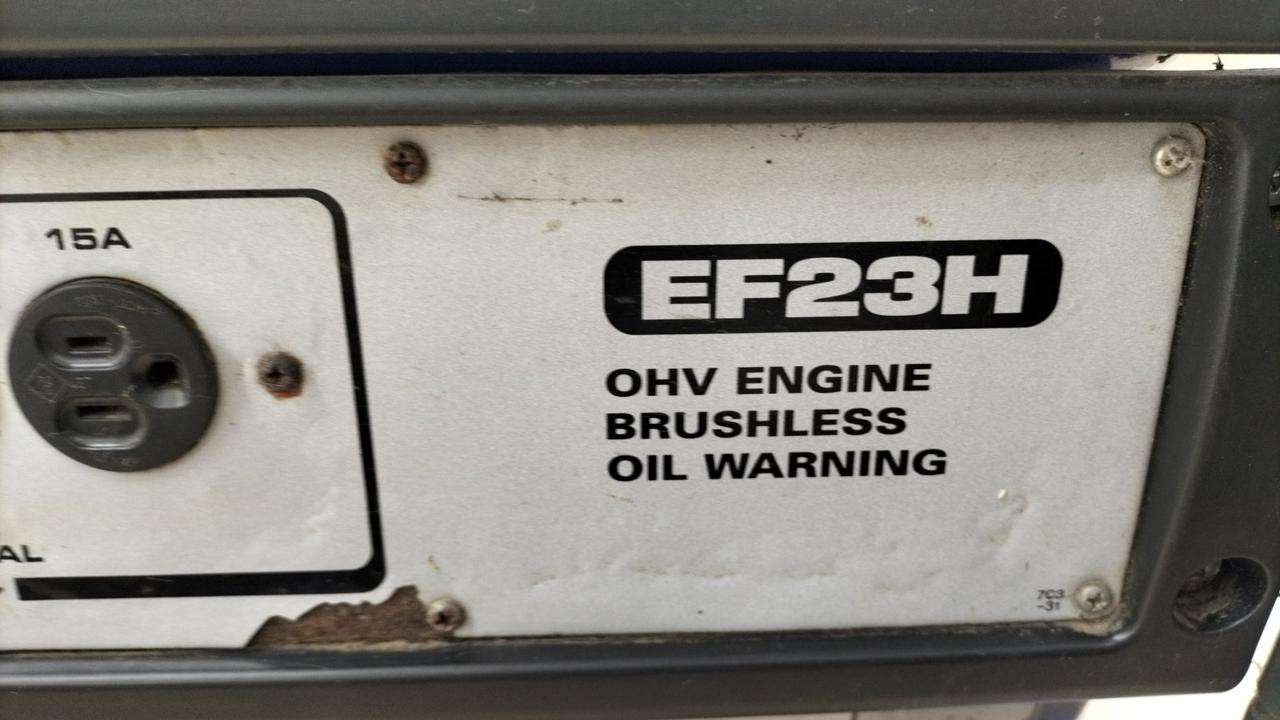 15A
EF23H
OHV ENGINE
BRUSHLESS
OIL WARNING
AL
7C3
-31